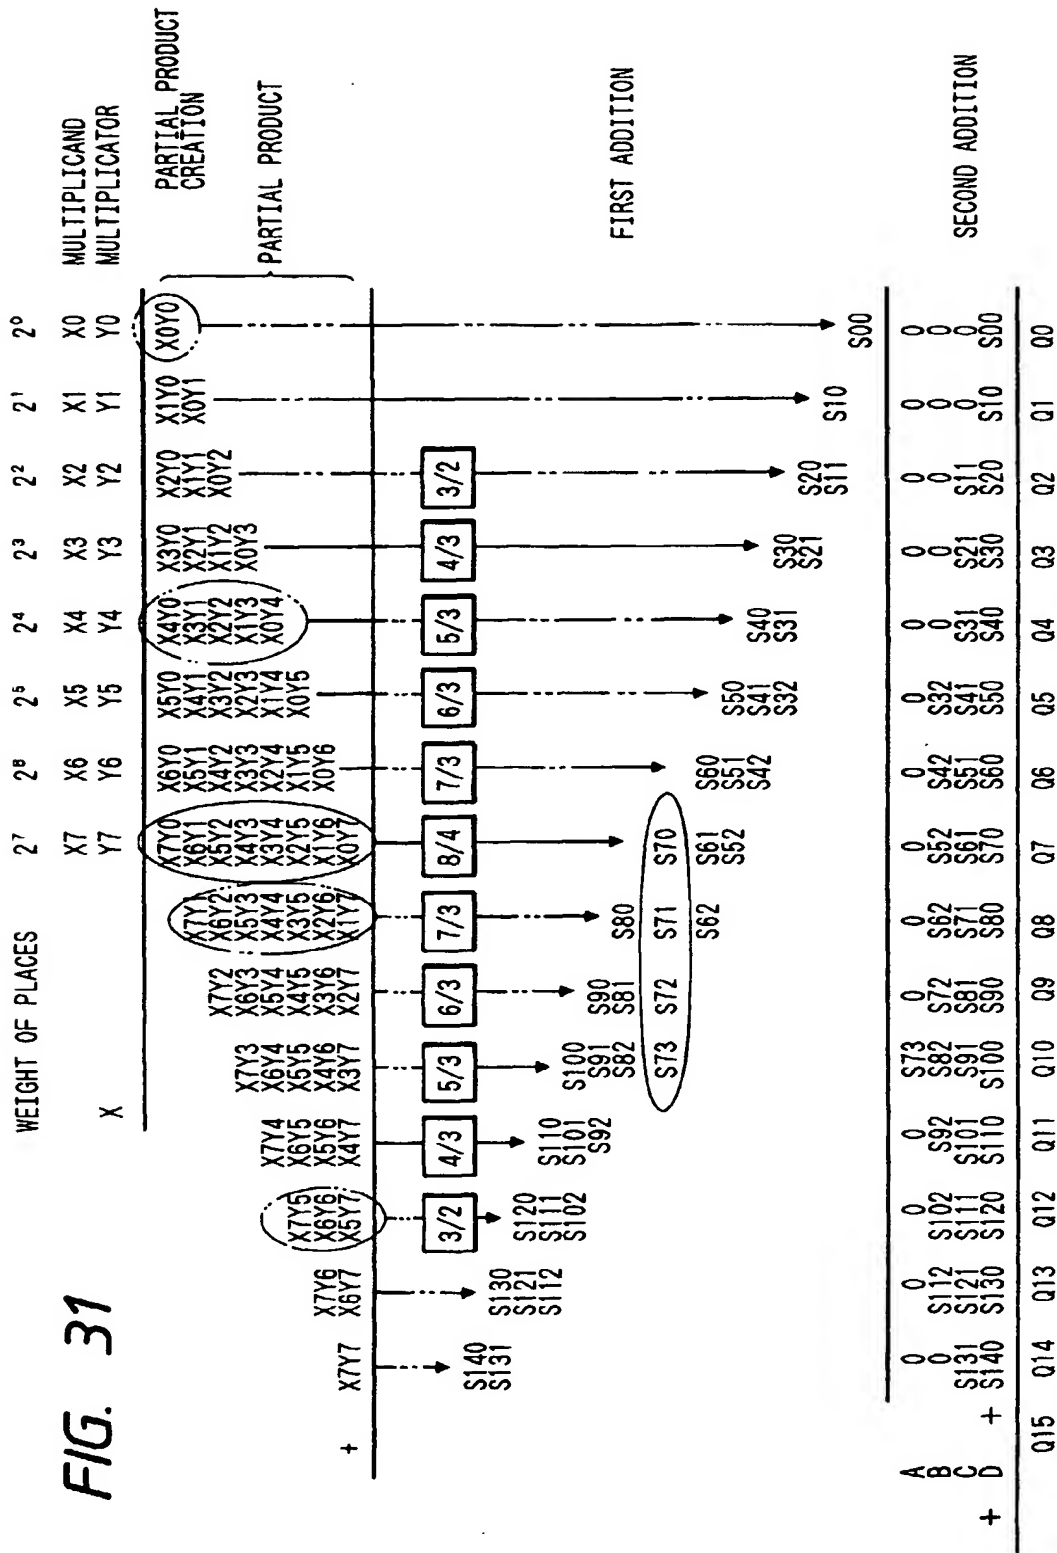 FIG. 31
WEIGHT OF PLACES 2⁷ 2⁸ 2⁵ 2⁴ 2³ 2² 2¹ 2⁰
X7 X6 X5 X4 X3 X2 X1 X0 MULTIPLICAND
X Y7 Y6 Y5 Y4 Y3 Y2 Y1 Y0 MULTIPLICATOR
X7Y0 X6Y0 X5Y0 X4Y0 X3Y0 X2Y0 X1Y0 X0Y0 PARTIAL PRODUCT
X7Y1 X6Y1 X5Y1 X4Y1 X3Y1 X2Y1 X1Y1 X0Y1 CREATION
X7Y2 X6Y2 X5Y2 X4Y2 X3Y2 X2Y2 X1Y2 X0Y2
X7Y3 X6Y3 X5Y3 X4Y3 X3Y3 X2Y3 X1Y3 X0Y3
X7Y4 X6Y4 X5Y4 X4Y4 X3Y4 X2Y4 X1Y4 X0Y4 PARTIAL PRODUCT
X7Y5 X6Y5 X5Y5 X4Y5 X3Y5 X2Y5 X1Y5 X0Y5
X7Y6 X6Y6 X5Y6 X4Y6 X3Y6 X2Y6 X1Y6 X0Y6
+ X7Y7 X6Y7 X5Y7 X4Y7 X3Y7 X2Y7 X1Y7 X0Y7
3/2 4/3 5/3 6/3 7/3 8/4 7/3 6/3 5/3 4/3 3/2
S140 S130 S120 S110 S100 S90 S80
S131 S121 S111 S101 S91 S81
S112 S102 S92 S82
S73 S72 S71 S70
S62 S61 S60
S52 S51 S50
S42 S41 S40
S32 S31 S30
S21 S20
S11 S10
S00
FIRST ADDITION
A 0 0 0 0 S73 0 0 0 0 0 0 0 0 0 0
B 0 S112 S102 S92 S82 S72 S62 S52 S42 S32 0 0 0 0 0
C S131 S121 S111 S101 S91 S81 S71 S61 S51 S41 S31 S21 S11 0 0 SECOND ADDITION
+ D + S140 S130 S120 S110 S100 S90 S80 S70 S60 S50 S40 S30 S20 S10 S00
Q15 Q14 Q13 Q12 Q11 Q10 Q9 Q8 Q7 Q6 Q5 Q4 Q3 Q2 Q1 Q0